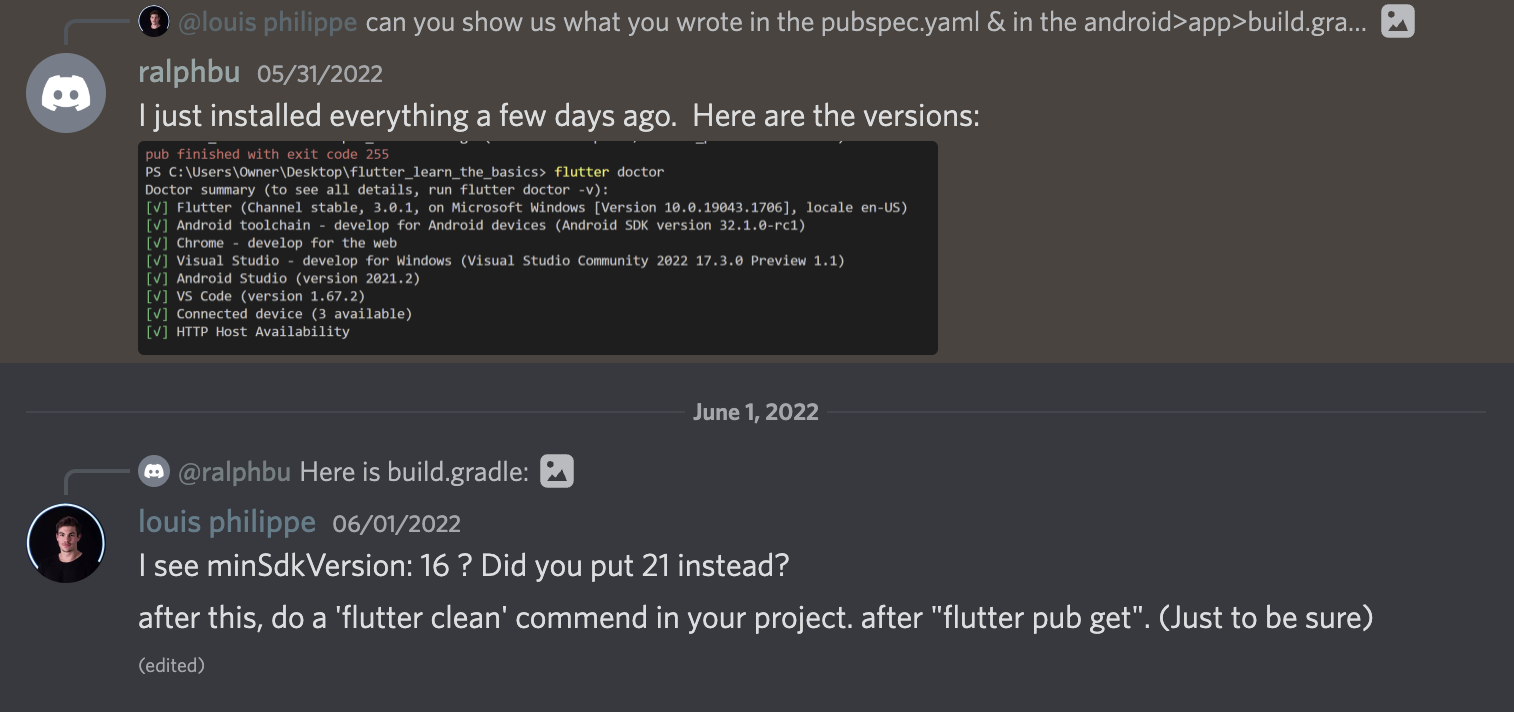 @louis philippe can you show us what you wrote in the pubspec.yaml & in the android>app>build.gra...
ralphbu 05/31/2022
I just installed everything a few days ago. Here are the versions:
pub finished with exit code 255
PS C:\Users\Owner\Desktop\flutter_learn_the_basics> flutter doctor
Doctor summary (to see all details, run flutter doctor -v):
[√] Flutter (Channel stable, 3.0.1, on Microsoft Windows [Version 10.0.19043.1706], locale en-US)
[√] Android toolchain - develop for Android devices (Android SDK version 32.1.0-rc1)
[√] Chrome - develop for the web
[√] Visual Studio - develop for Windows (Visual Studio Community 2022 17.3.0 Preview 1.1)
[√] Android Studio (version 2021.2)
[√] VS Code (version 1.67.2)
[√] Connected device (3 available)
[√] HTTP Host Availability
June 1, 2022
@ralphbu Here is build.gradle:
louis philippe 06/01/2022
I see minSdkVersion: 16 ? Did you put 21 instead?
after this, do a 'flutter clean' commend in your project. after "flutter pub get". (Just to be sure)
(edited)